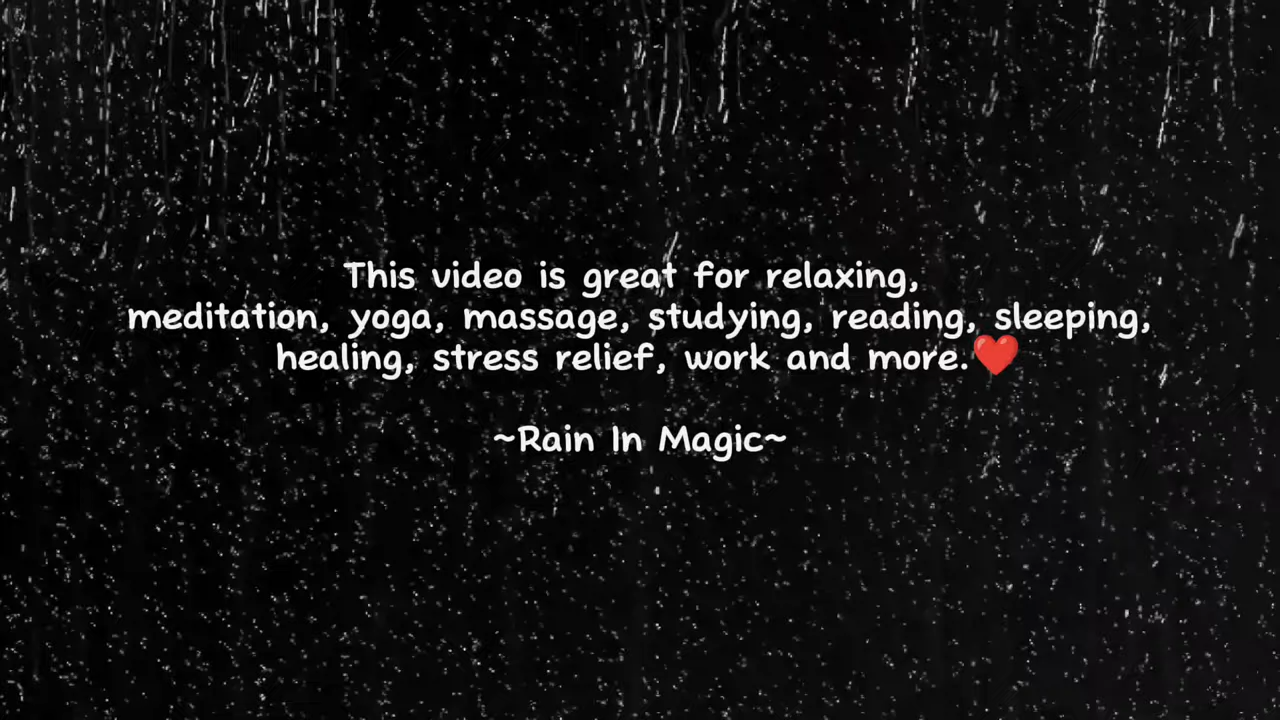 This video is great for relaxing,
meditation, yoga, massage, studying, reading, sleeping,
healing, stress relief, work and more.❤️
~Rain In Magic~